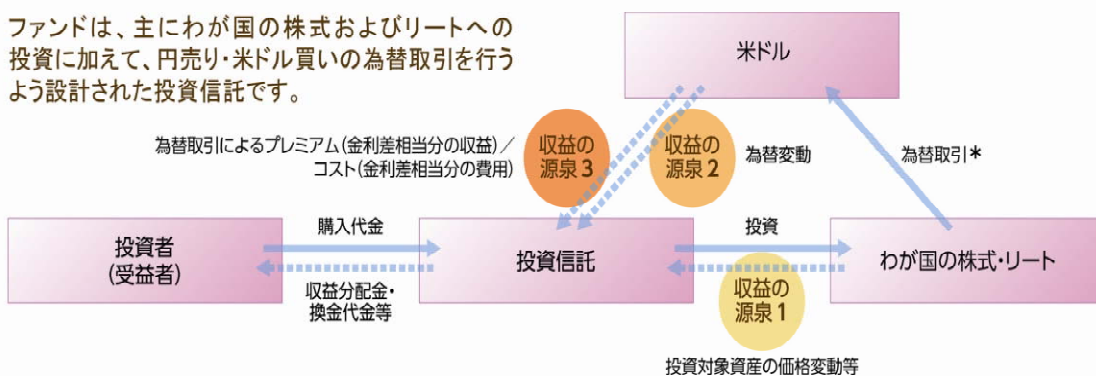 ファンドは、主にわが国の株式およびリートへの
投資に加えて、円売り・米ドル買いの為替取引を行う
よう設計された投資信託です。
米ドル
為替取引によるプレミアム(金利差相当分の収益)/
コスト(金利差相当分の費用)
収益の
源泉3
収益の
源泉2
為替変動
為替取引*
投資者
(受益者)
購入代金
収益分配金・
換金代金等
投資信託
投資
収益の
源泉1
わが国の株式・リート
投資対象資産の価格変動等